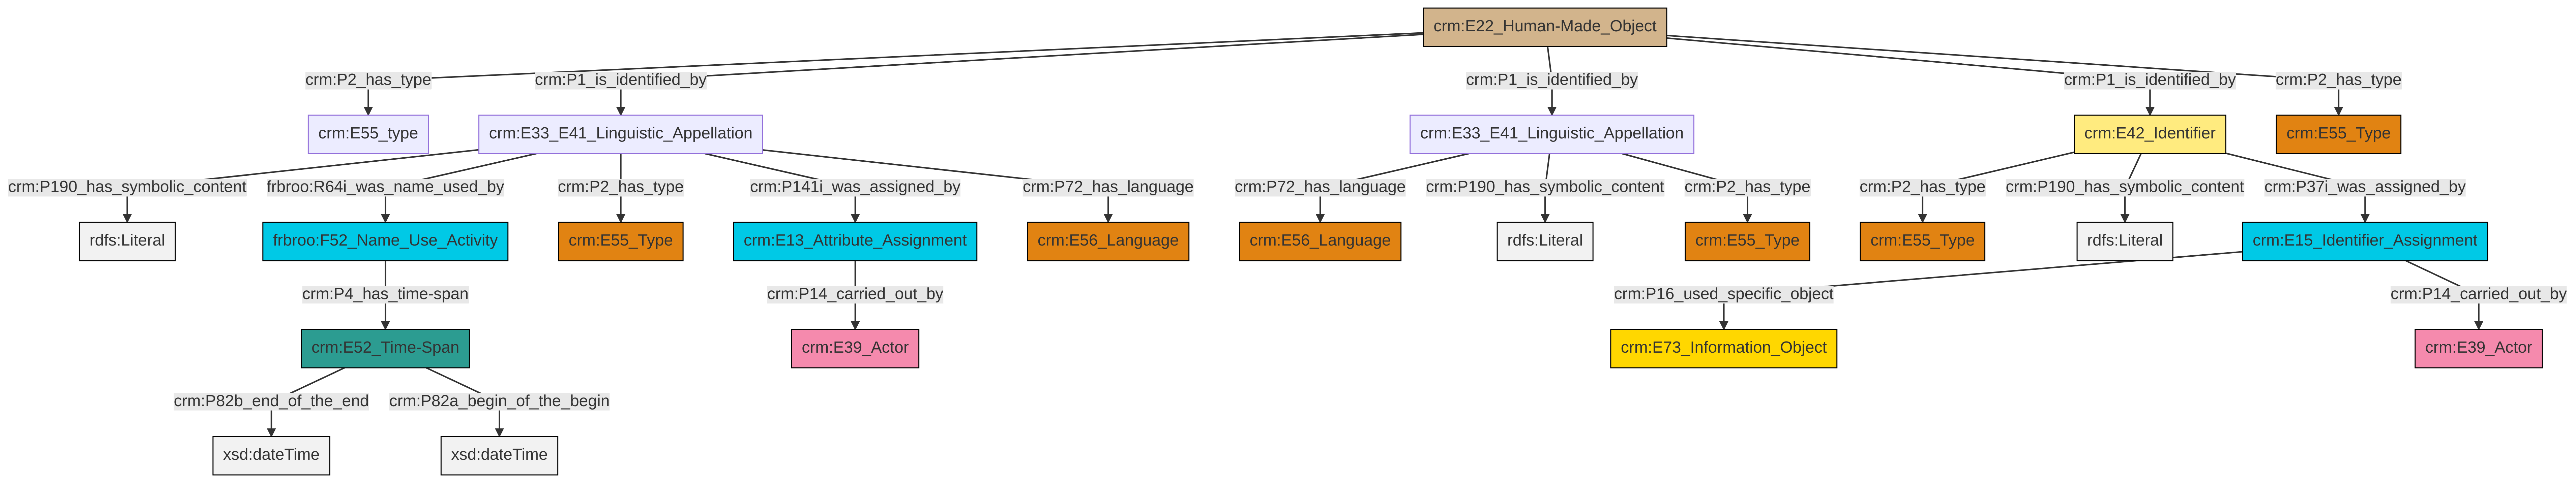 crm:E22_Human-Made_Object
crm:P2_has_type
crm:P1_is_identified_by
crm:P1_is_identified_by
crm:P1_is_identified_by
crm:P2_has_type
crm:E55_type
crm:E33_E41_Linguistic_Appellation
crm:E33_E41_Linguistic_Appellation
crm:E42_Identifier
crm:E55_Type
crm:P190_has_symbolic_content
frbroo:R64i_was_name_used_by
crm:P2_has_type
crm:P141i_was_assigned_by
crm:P72_has_language
crm:P72_has_language
crm:P190_has_symbolic_content
crm:P2_has_type
crm:P2_has_type
crm:P190_has_symbolic_content
crm:P37i_was_assigned_by
rdfs:Literal
frbroo:F52_Name_Use_Activity
crm:E55_Type
crm:E13_Attribute_Assignment
crm:E56_Language
crm:E56_Language
rdfs:Literal
crm:E55_Type
crm:E55_Type
rdfs:Literal
crm:E15_Identifier_Assignment
crm:P4_has_time-span
crm:P14_carried_out_by
crm:P16_used_specific_object
crm:P14_carried_out_by
crm:E52_Time-Span
crm:E39_Actor
crm:E73_Information_Object
crm:E39_Actor
crm:P82b_end_of_the_end
crm:P82a_begin_of_the_begin
xsd:dateTime
xsd:dateTime